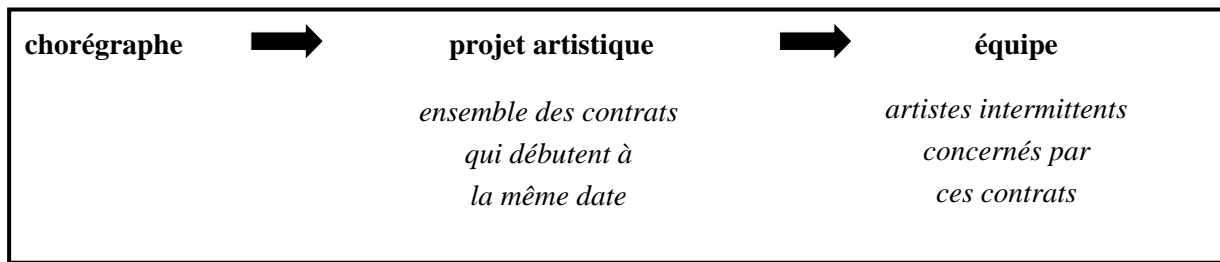 chorégraphe projet artistique équipe
ensemble des contrats
qui débutent à
la même date
artistes intermittents
concernés par
ces contrats